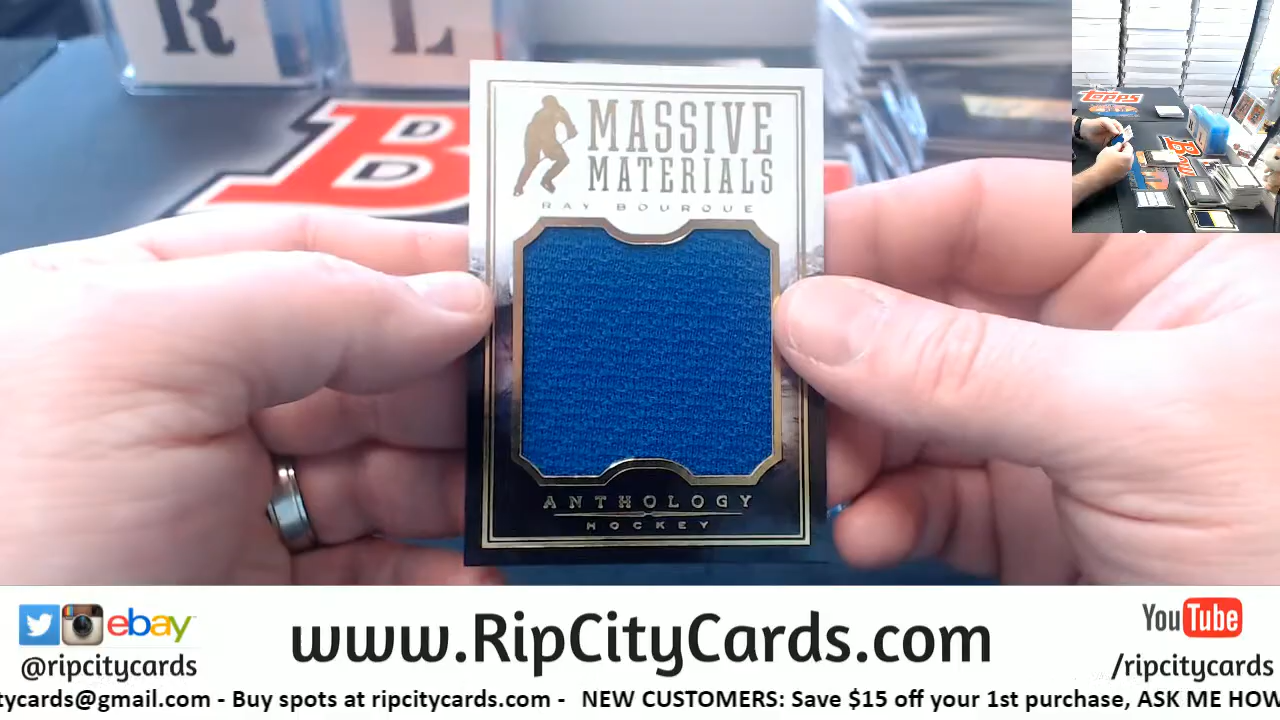 R L
B
D
D
MASSIVE
MATERIALS
RAY BOURQUE
ANTHOLOGY
HOCKEY
Topps
ebay
@ripcitycards
www.RipCityCards.com
YouTube
/ripcitycards
tycards@gmail.com - Buy spots at ripcitycards.com - NEW CUSTOMERS: Save $15 off your 1st purchase, ASK ME HOW